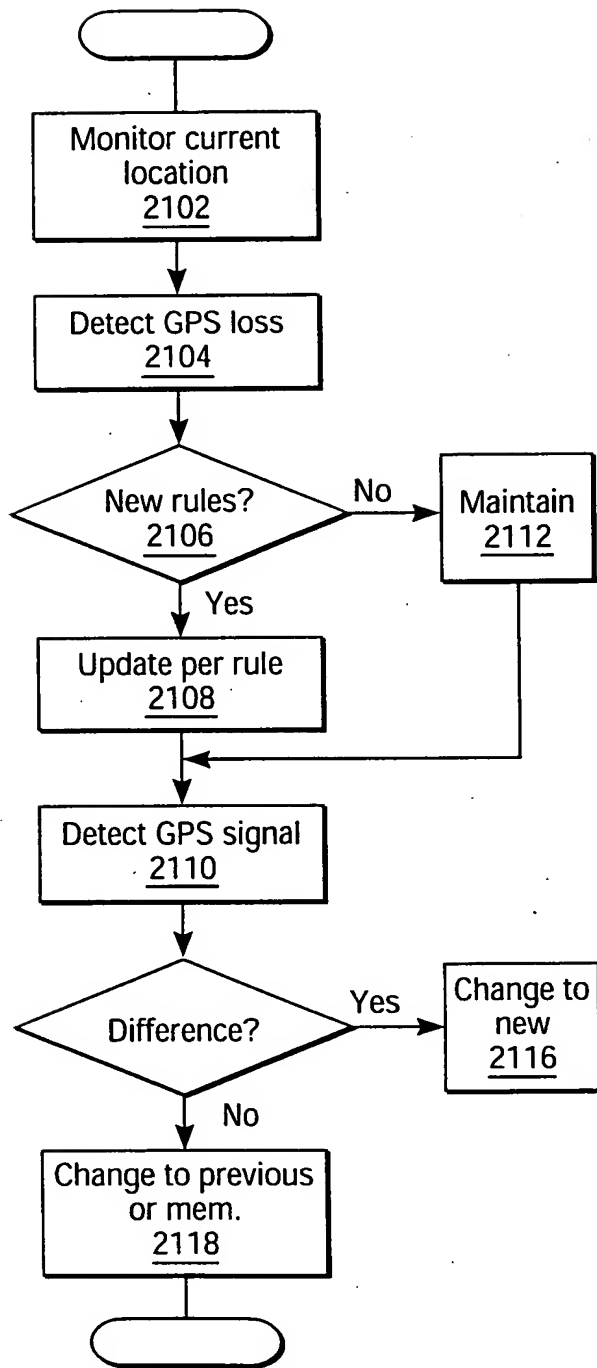 Monitor current
location
2102
Detect GPS loss
2104
New rules?
2106
No
Maintain
2112
Yes
Update per rule
2108
Detect GPS signal
2110
Difference?
Yes
Change to
new
2116
No
Change to previous
or mem.
2118